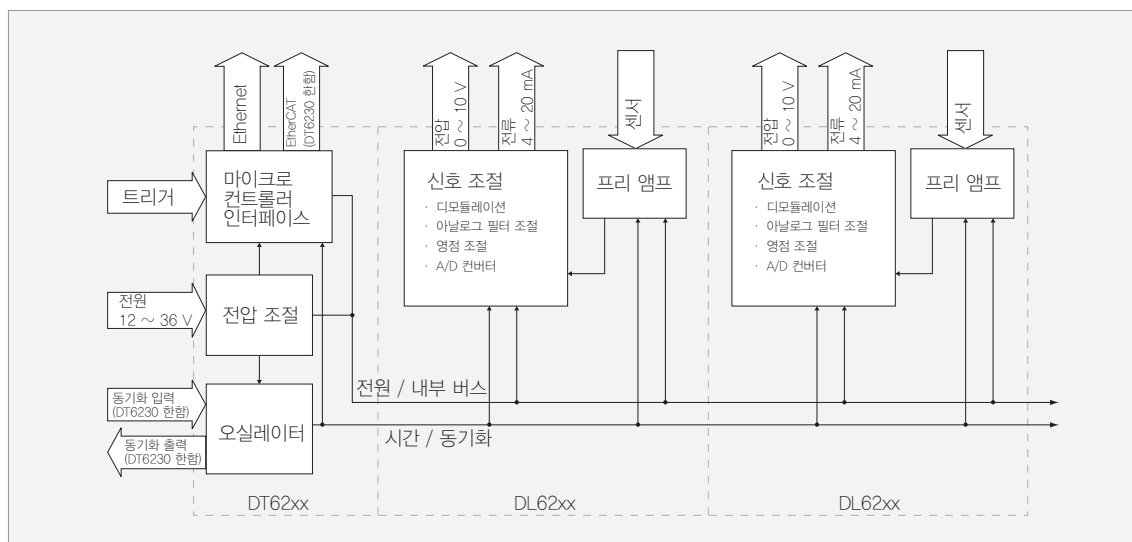 Ethernet
EtherCAT
(DT6230 한함)
트리거
마이크로
컨트롤러
인터페이스
전원
12 ~ 36 V
전압 조절
동기화 입력
(DT6230 한함)
동기화 출력
(DT6230 한함)
오실레이터
DT62xx
전압
0 ~ 10 V
전류
4 ~ 20 mA
센서
신호 조절
· 디모듈레이션
· 아날로그 필터 조절
· 영점 조절
· A/D 컨버터
프리 앰프
전원 / 내부 버스
시간 / 동기화
DL62xx
전압
0 ~ 10 V
전류
4 ~ 20 mA
센서
신호 조절
· 디모듈레이션
· 아날로그 필터 조절
· 영점 조절
· A/D 컨버터
프리 앰프
DL62xx